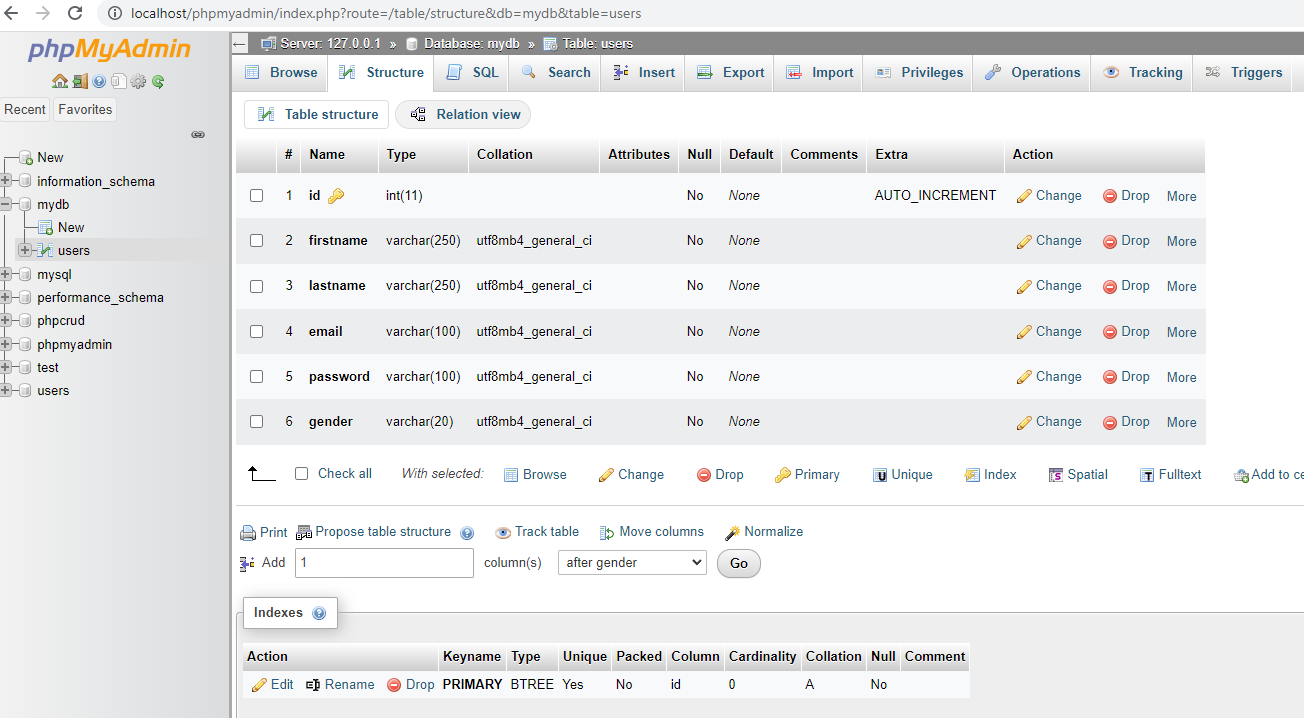 localhost/phpmyadmin/index.php?route=/table/structure&db=mydb&table=users
phpMyAdmin
Recent Favorites
New
information_schema
mydb
New
users
mysql
performance_schema
phpcrud
phpmyadmin
test
users
Server: 127.0.0.1 » Database: mydb » Table: users
Browse Structure SQL Search Insert Export Import Privileges Operations Tracking Triggers
Table structure Relation view
# Name Type Collation Attributes Null Default Comments Extra Action
1 id int(11) No None AUTO_INCREMENT Change Drop More
2 firstname varchar(250) utf8mb4_general_ci No None Change Drop More
3 lastname varchar(250) utf8mb4_general_ci No None Change Drop More
4 email varchar(100) utf8mb4_general_ci No None Change Drop More
5 password varchar(100) utf8mb4_general_ci No None Change Drop More
6 gender varchar(20) utf8mb4_general_ci No None Change Drop More
Check all With selected: Browse Change Drop Primary Unique Index Spatial Fulltext Add to ce
Print Propose table structure Track table Move columns Normalize
Add 1 column(s) after gender Go
Indexes
Action Keyname Type Unique Packed Column Cardinality Collation Null Comment
Edit Rename Drop PRIMARY BTREE Yes No id 0 A No